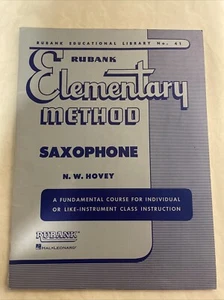 RUBANK EDUCATIONAL LIBRARY No. 41
RUBANK
Elementary
METHOD
SAXOPHONE
N. W. HOVEY
A FUNDAMENTAL COURSE FOR INDIVIDUAL
OR LIKE-INSTRUMENT CLASS INSTRUCTION
RUBANK
HAL•LEONARD